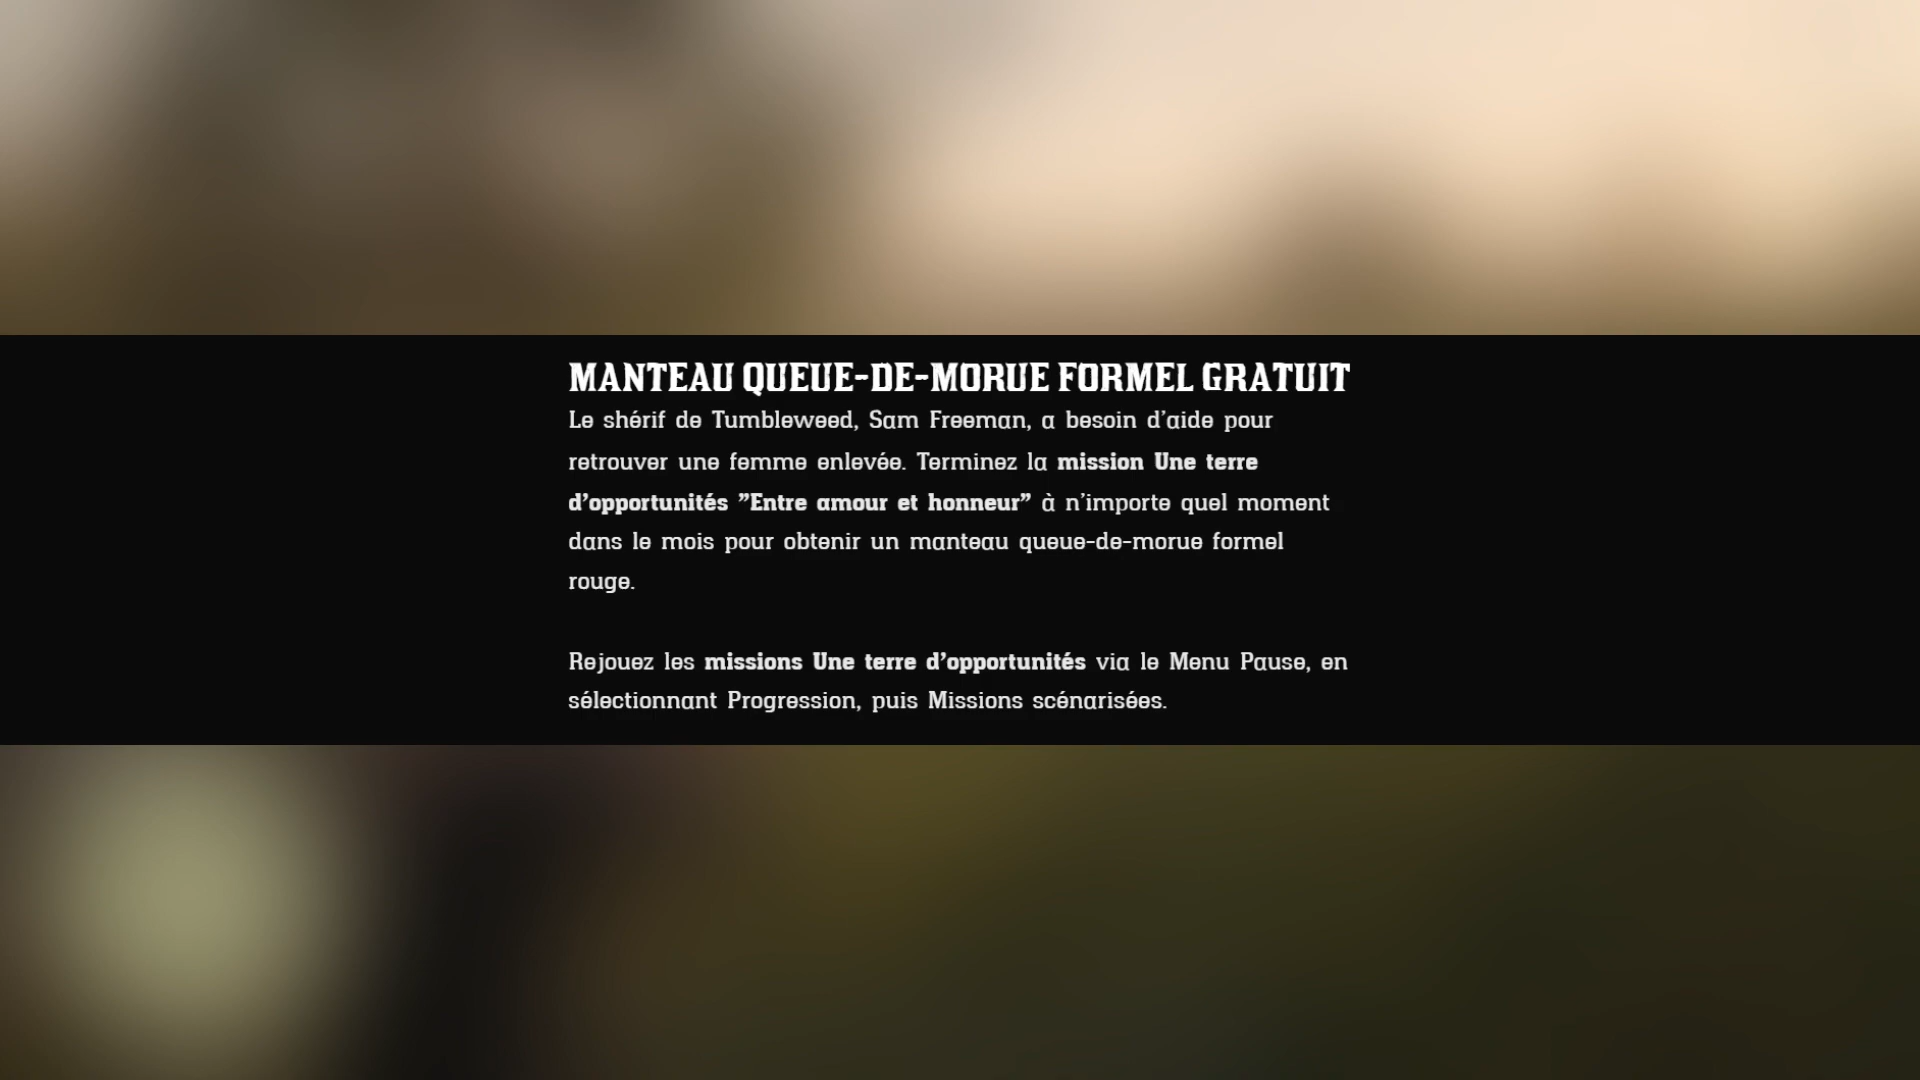 MANTEAU QUEUE-DE-MORUE FORMEL GRATUIT
Le shérif de Tumbleweed, Sam Freeman, a besoin d’aide pour
retrouver une femme enlevée. Terminez la mission Une terre
d’opportunités ”Entre amour et honneur” à n’importe quel moment
dans le mois pour obtenir un manteau queue-de-morue formel
rouge.
Rejouez les missions Une terre d’opportunités via le Menu Pause, en
sélectionnant Progression, puis Missions scénarisées.